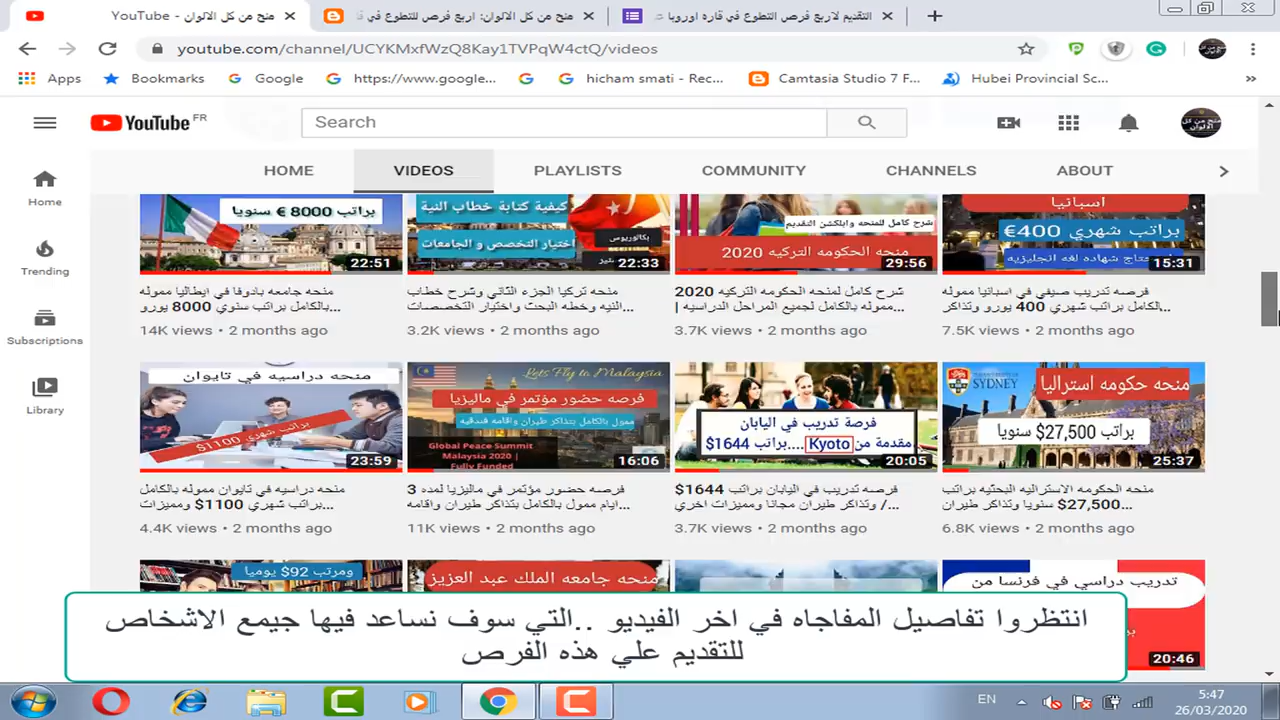 YouTube - منح من كل الالوان
منح من كل الالوان: اربع فرص للتطوع في قا
التقديم لاربع فرص التطوع في قاره اوروبا
youtube.com/channel/UCYKMxfWzQ8Kay1TVPqW4ctQ/videos
Apps Bookmarks Google https://www.google... hicham smati - Rec... Camtasia Studio 7 F... Hubei Provincial Sc... »
YouTube FR
Search
HOME VIDEOS PLAYLISTS COMMUNITY CHANNELS ABOUT
Home
Trending
Subscriptions
Library
براتب 8000 € سنويا
22:51
كيفية كتابة خطاب النية
اختيار التخصص و الجامعات
بكالوريوس
22:33
شرح كامل للمنحه وابلكشن التقديم
منحه الحكومه التركيه 2020
29:56
اسبانيا
براتب شهري 400€
حتاج شهاده لغه انجليزيه
15:31
منحه جامعه بادوفا في ايطاليا مموله
بالكامل براتب سنوي 8000 يورو...
14K views • 2 months ago
منحه تركيا الجزء الثاني وشرح خطاب
النيه وخطه البحث واختيار التخصصات...
3.2K views • 2 months ago
شرح كامل لمنحه الحكومه التركيه 2020
مموله بالكامل لجميع المراحل الدراسيه |...
3.7K views • 2 months ago
فرصه تدريب صيفي في اسبانيا مموله
بالكامل براتب شهري 400 يورو وتذاكر...
7.5K views • 2 months ago
منحه دراسيه في تايوان
براتب شهري 1100$
23:59
Lets Fly to Malaysia
فرصه حضور مؤتمر في ماليزيا
ممول بالكامل بتذاكر طيران واقامه فندقيه
Global Peace Summit
Malaysia 2020 |
Fully Funded
16:06
فرصة تدريب في اليابان
مقدمة من Kyoto....براتب 1644$
20:05
THE UNIVERSITY OF
SYDNEY
منحه حكومه استراليا
براتب 27,500$ سنويا
25:37
منحه دراسيه في تايوان مموله بالكامل
براتب شهري 1100$ ومميزات...
4.4K views • 2 months ago
فرصه حضور مؤتمر في ماليزيا لمده 3
ايام ممول بالكامل بتذاكر طيران واقامه...
11K views • 2 months ago
فرصه تدريب في اليابان براتب 1644$
وتذاكر طيران مجانا ومميزات اخري /...
3.7K views • 2 months ago
منحه الحكومه الاستراليه البحثيه براتب
27,500$ سنويا وتذاكر طيران...
6.8K views • 2 months ago
ومرتب 92$ يوميا
منحه جامعه الملك عبد العزيز
تدريب دراسي في فرنسا من
20:46
انتظروا تفاصيل المفاجاه في اخر الفيديو ..التي سوف نساعد فيها جيمع الاشخاص
للتقديم علي هذه الفرص
EN
5:47
26/03/2020